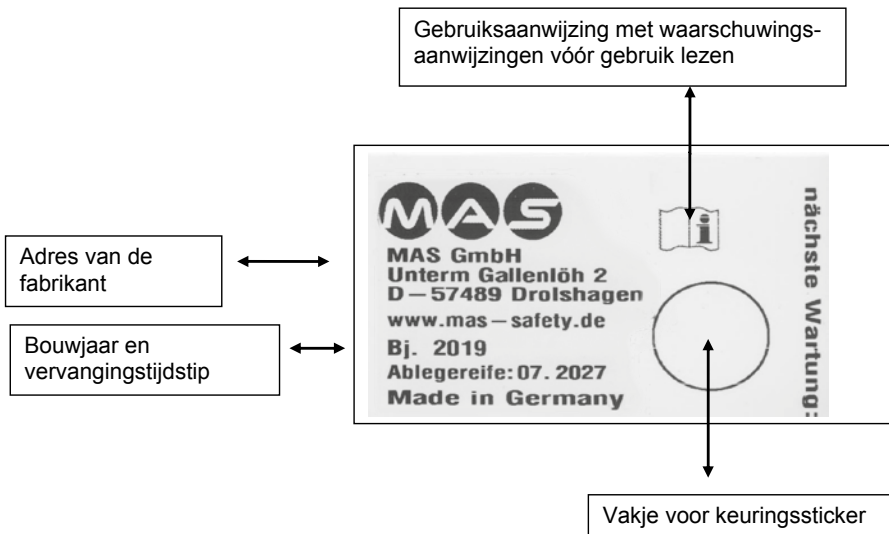 Gebruiksaanwijzing met waarschuwings-
aanwijzingen vóór gebruik lezen
MAS
MAS GmbH
Unterm Gallenlöh 2
D – 57489 Drolshagen
www.mas – safety.de
Bj. 2019
Ablegereife: 07. 2027
Made in Germany
i
nächste Wartung:
Adres van de
fabrikant
Bouwjaar en
vervangingstijdstip
Vakje voor keuringssticker